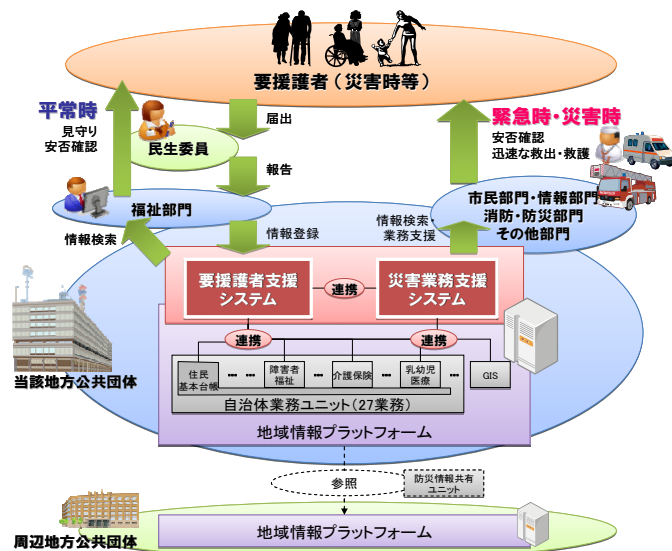 要援護者(災害時等)
平常時
見守り
安否確認
民生委員
届出
報告
緊急時・災害時
安否確認
迅速な救出・救護
福祉部門
市民部門・情報部門
消防・防災部門
その他部門
情報検索
情報登録
情報検索・
業務支援
要援護者支援
システム
連携
災害業務支援
システム
連携
連携
住民
基本台帳
・・・
・・・
障害者
福祉
・・・
介護保険
・・・
乳幼児
医療
・・・
GIS
自治体業務ユニット(27業務)
地域情報プラットフォーム
当該地方公共団体
参照
防災情報共有
ユニット
地域情報プラットフォーム
周辺地方公共団体